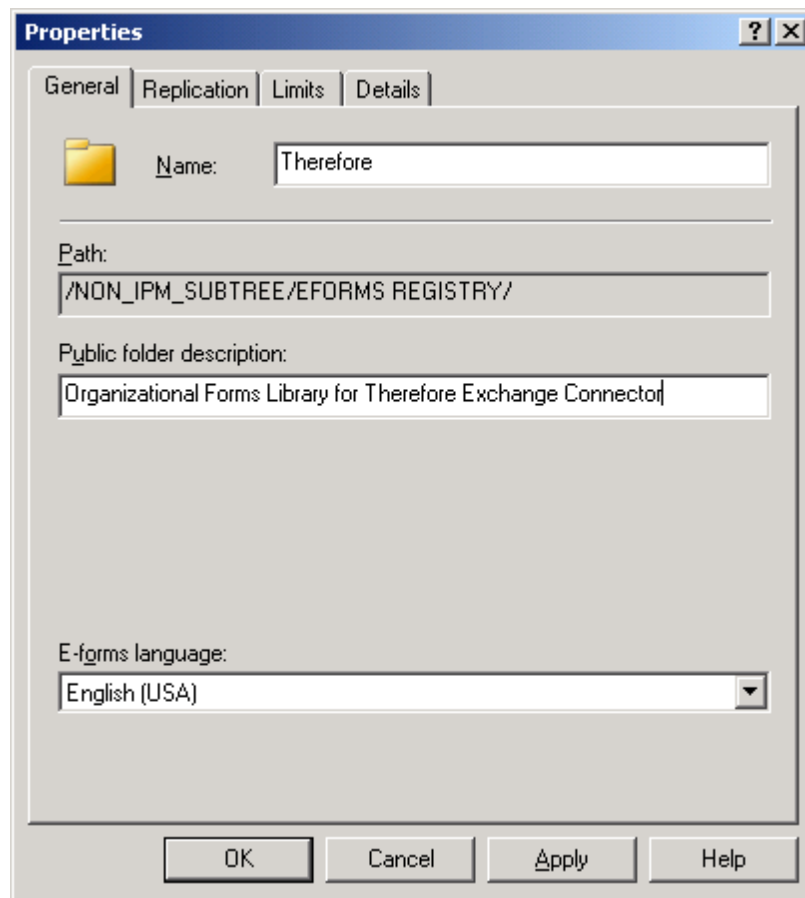 Properties
General Replication Limits Details
Name: Therefore
Path:
/NON_IPM_SUBTREE/EFORMS REGISTRY/
Public folder description:
Organizational Forms Library for Therefore Exchange Connector
E-forms language:
English (USA)
OK Cancel Apply Help